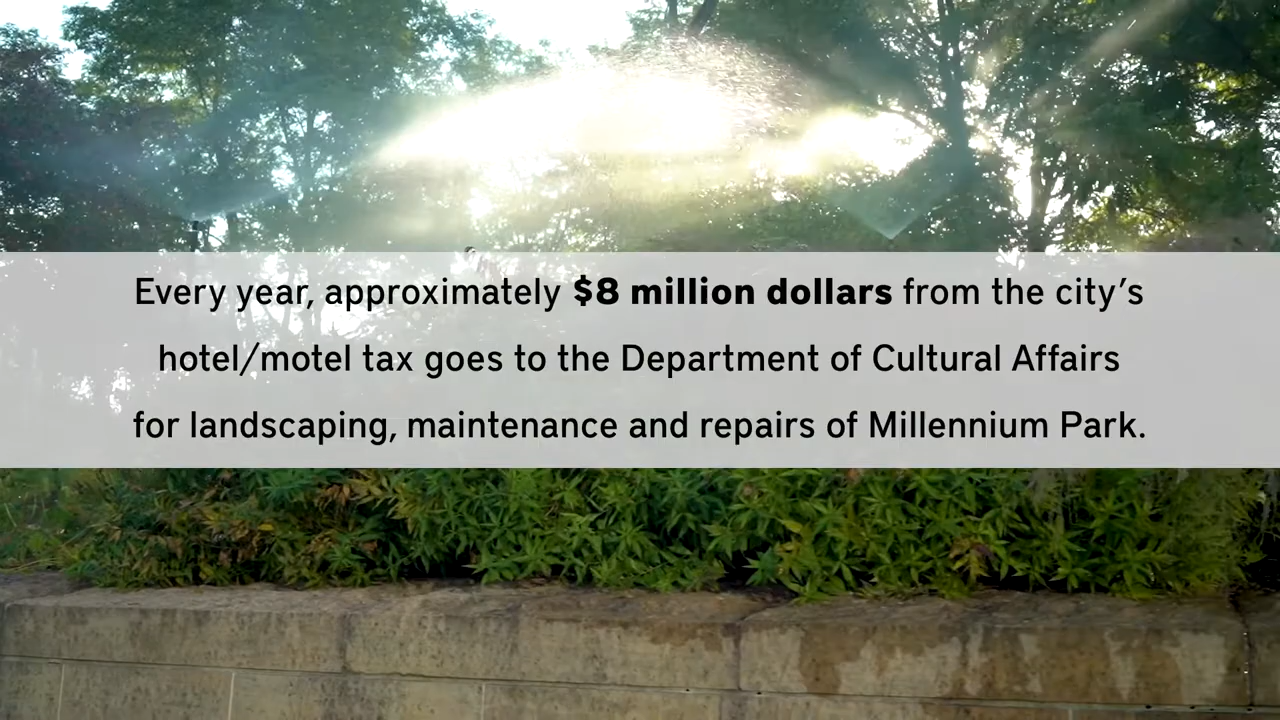 Every year, approximately $8 million dollars from the city's
hotel/motel tax goes to the Department of Cultural Affairs
for landscaping, maintenance and repairs of Millennium Park.